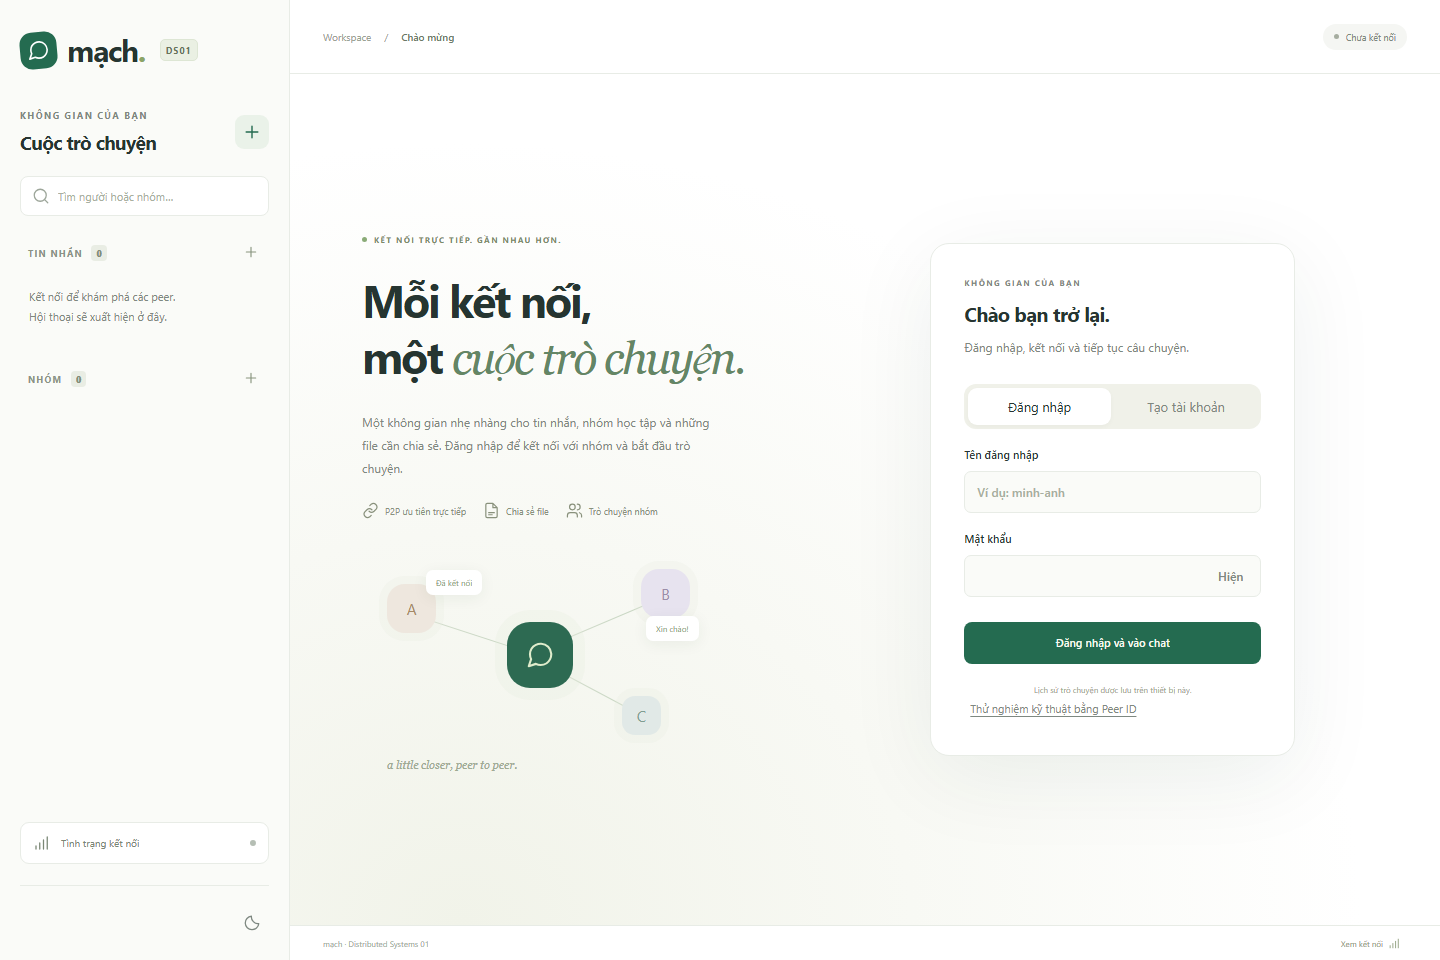 mạch.
DS01
KHÔNG GIAN CỦA BẠN
Cuộc trò chuyện
Tìm người hoặc nhóm...
TIN NHẮN 0
Kết nối để khám phá các peer.
Hội thoại sẽ xuất hiện ở đây.
NHÓM 0
Tình trạng kết nối
Workspace / Chào mừng
Chưa kết nối
KẾT NỐI TRỰC TIẾP. GẦN NHAU HƠN.
Mỗi kết nối,
một cuộc trò chuyện.
Một không gian nhẹ nhàng cho tin nhắn, nhóm học tập và những
file cần chia sẻ. Đăng nhập để kết nối với nhóm và bắt đầu trò
chuyện.
P2P ưu tiên trực tiếp
Chia sẻ file
Trò chuyện nhóm
A
Đã kết nối
B
Xin chào!
C
a little closer, peer to peer.
KHÔNG GIAN CỦA BẠN
Chào bạn trở lại.
Đăng nhập, kết nối và tiếp tục câu chuyện.
Đăng nhập
Tạo tài khoản
Tên đăng nhập
Ví dụ: minh-anh
Mật khẩu
Hiện
Đăng nhập và vào chat
Lịch sử trò chuyện được lưu trên thiết bị này.
Thử nghiệm kỹ thuật bằng Peer ID
mạch · Distributed Systems 01
Xem kết nối